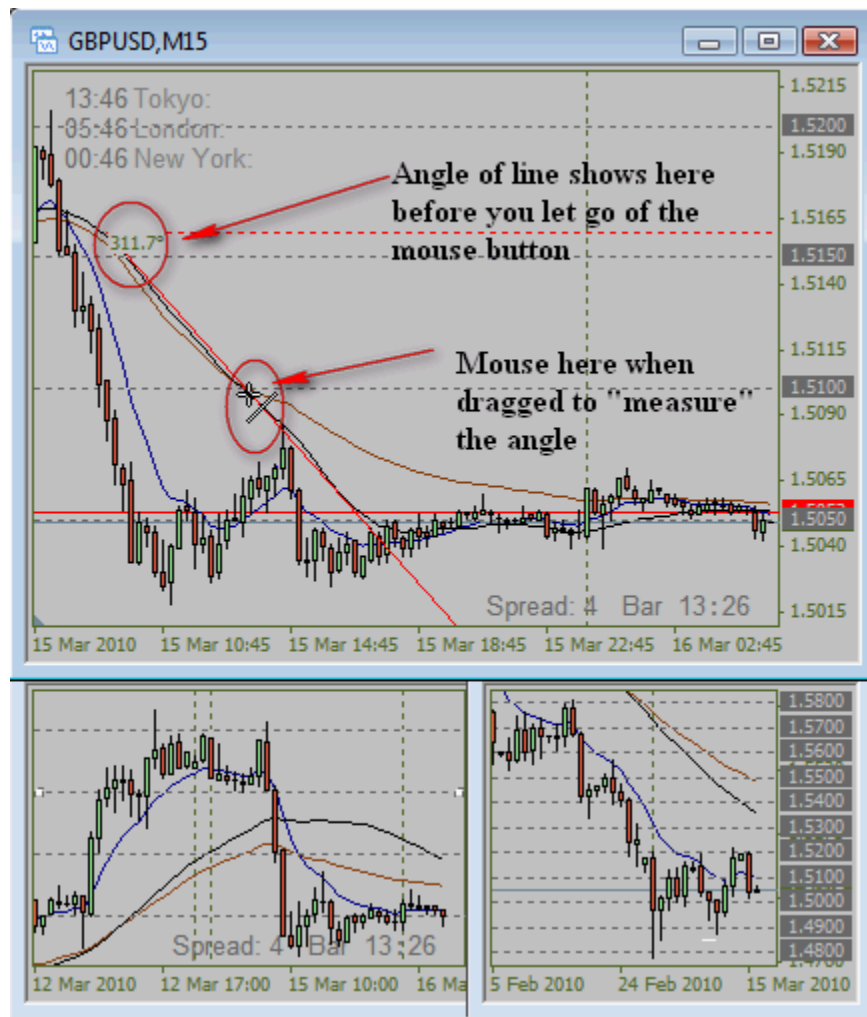 GBPUSD,M15
13:46 Tokyo:
05:46 London:
00:46 New York:
Angle of line shows here
before you let go of the
mouse button
311.7°
Mouse here when
dragged to "measure"
the angle
1.5215
1.5200
1.5190
1.5165
1.5150
1.5140
1.5115
1.5100
1.5090
1.5065
1.5050
1.5040
1.5015
Spread: 4 Bar 13:26
15 Mar 2010 15 Mar 10:45 15 Mar 14:45 15 Mar 18:45 15 Mar 22:45 16 Mar 02:45
Spread: 4 Bar 13:26
12 Mar 2010 12 Mar 17:00 15 Mar 10:00 16 Ma
1.5800
1.5700
1.5600
1.5500
1.5400
1.5300
1.5200
1.5100
1.5000
1.4900
1.4800
5 Feb 2010 24 Feb 2010 15 Mar 2010